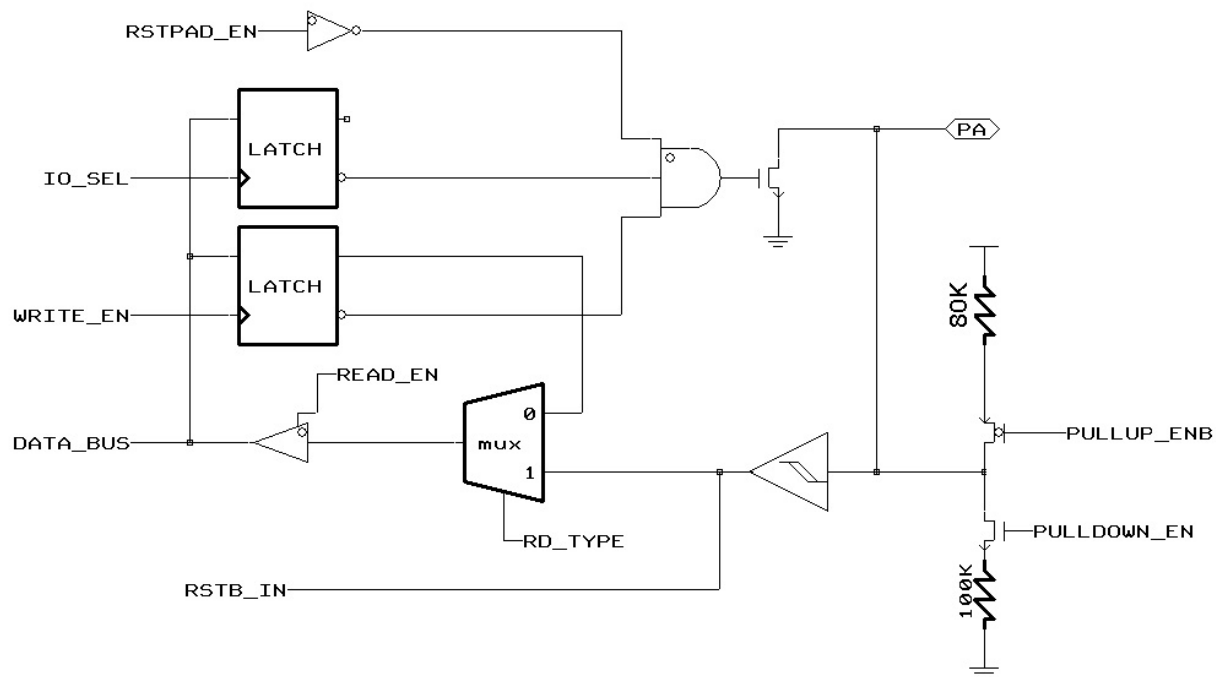 RSTPAD_EN
LATCH
IO_SEL
PA
LATCH
WRITE_EN
80K
READ_EN
DATA_BUS
mux
0
1
PULLUP_ENB
PULLDOWN_EN
RD_TYPE
RSTB_IN
100K